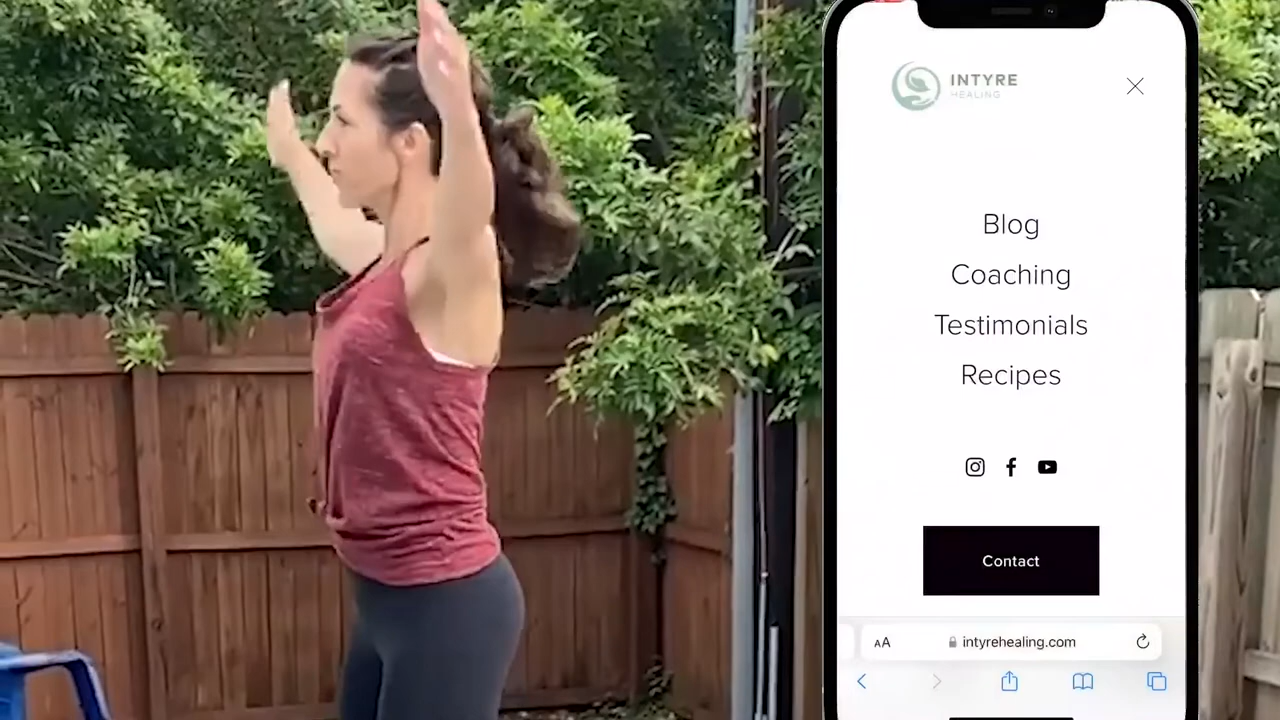 INTYRE
HEALING
Blog
Coaching
Testimonials
Recipes
Contact
AA
intyrehealing.com